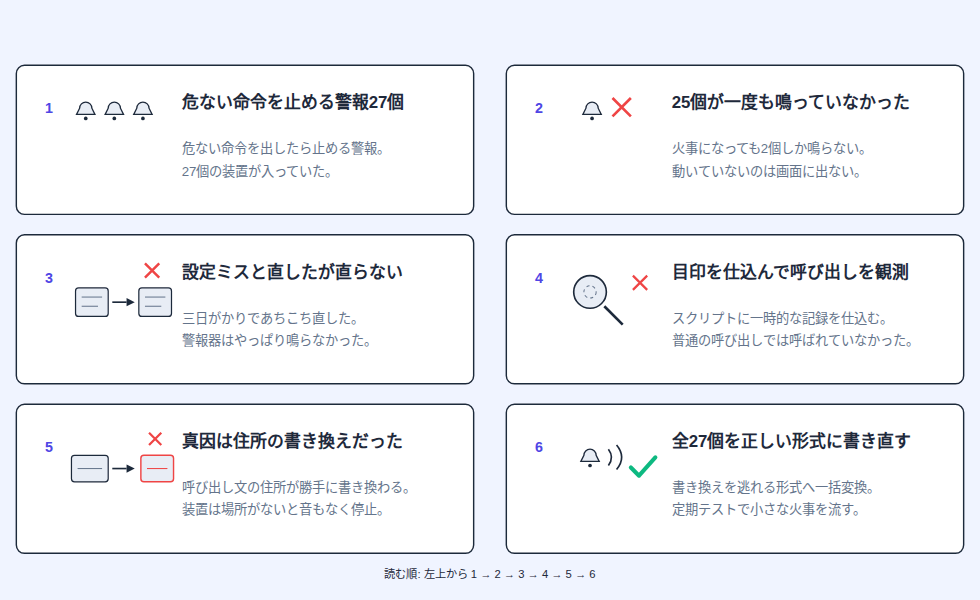 1
危ない命令を止める警報27個
危ない命令を出したら止める警報。
27個の装置が入っていた。
2
25個が一度も鳴っていなかった
火事になっても2個しか鳴らない。
動いていないのは画面に出ない。
3
設定ミスと直したが直らない
三日がかりであちこち直した。
警報器はやっぱり鳴らなかった。
4
目印を仕込んで呼び出しを観測
スクリプトに一時的な記録を仕込む。
普通の呼び出しでは呼ばれていなかった。
5
真因は住所の書き換えだった
呼び出し文の住所が勝手に書き換わる。
装置は場所がないと音もなく停止。
6
全27個を正しい形式に書き直す
書き換えを逃れる形式へ一括変換。
定期テストで小さな火事を流す。
読む順: 左上から 1 → 2 → 3 → 4 → 5 → 6